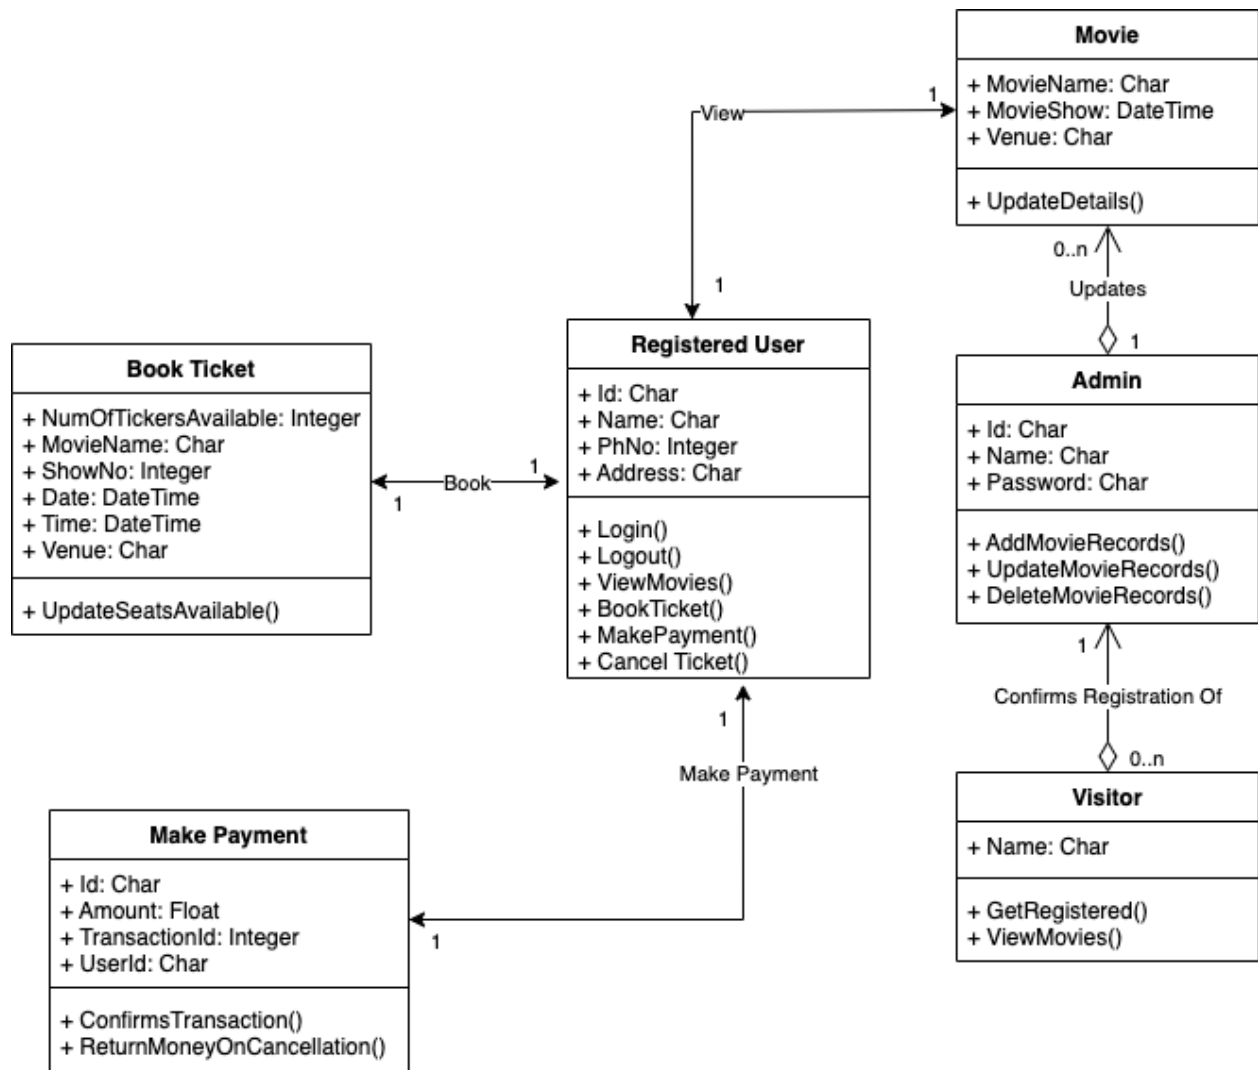 Movie
+ MovieName: Char
+ MovieShow: DateTime
+ Venue: Char
+ UpdateDetails()
1
View
1
0..n
Updates
1
Book Ticket
+ NumOfTickersAvailable: Integer
+ MovieName: Char
+ ShowNo: Integer
+ Date: DateTime
+ Time: DateTime
+ Venue: Char
+ UpdateSeatsAvailable()
1
Book
1
Registered User
+ Id: Char
+ Name: Char
+ PhNo: Integer
+ Address: Char
+ Login()
+ Logout()
+ ViewMovies()
+ BookTicket()
+ MakePayment()
+ Cancel Ticket()
Admin
+ Id: Char
+ Name: Char
+ Password: Char
+ AddMovieRecords()
+ UpdateMovieRecords()
+ DeleteMovieRecords()
1
Confirms Registration Of
0..n
1
Make Payment
1
Make Payment
+ Id: Char
+ Amount: Float
+ TransactionId: Integer
+ UserId: Char
+ ConfirmsTransaction()
+ ReturnMoneyOnCancellation()
Visitor
+ Name: Char
+ GetRegistered()
+ ViewMovies()